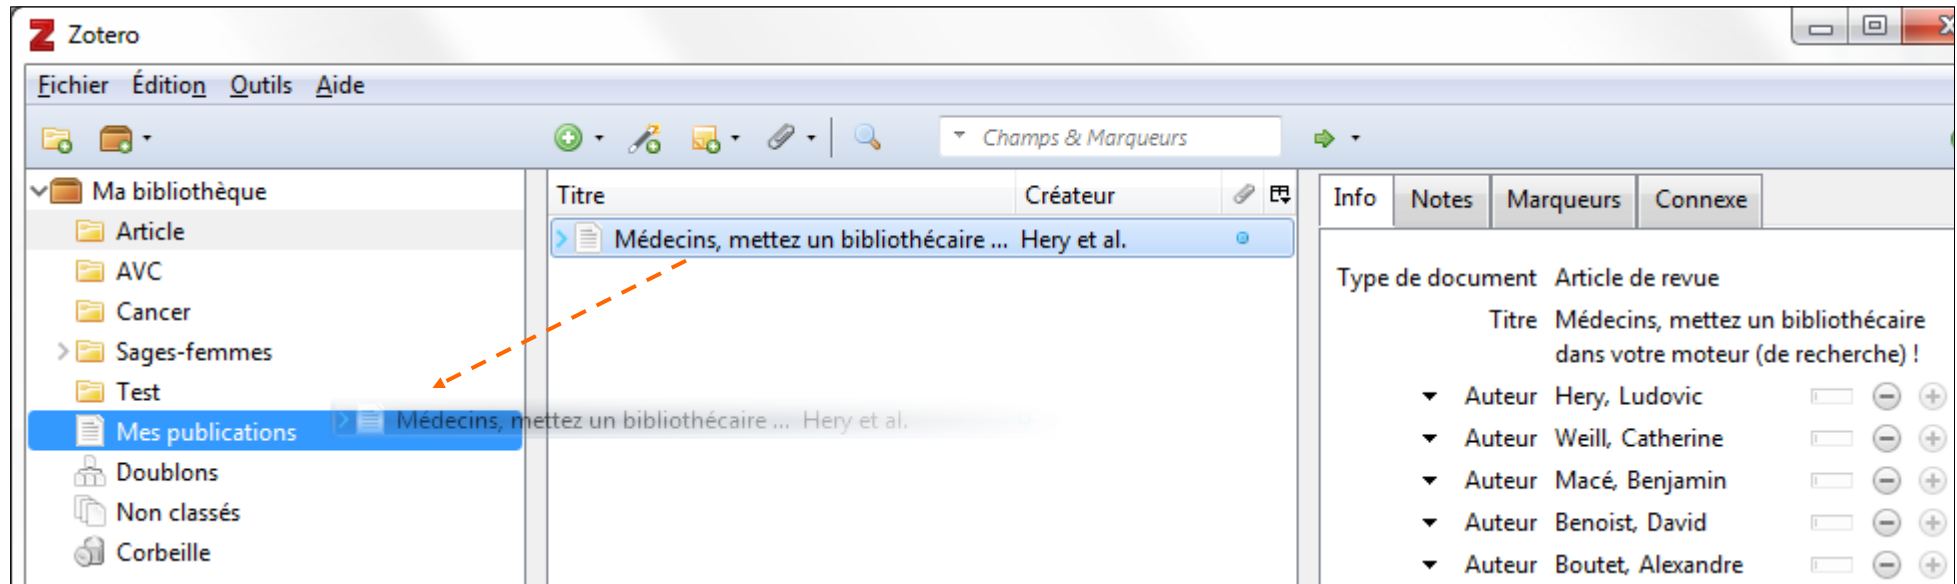 Zotero
Fichier Édition Outils Aide
Champs & Marqueurs
Ma bibliothèque
Article
AVC
Cancer
Sages-femmes
Test
Mes publications
Doublons
Non classés
Corbeille
Titre Créateur
Médecins, mettez un bibliothécaire ... Hery et al.
Médecins, mettez un bibliothécaire ... Hery et al.
Info Notes Marqueurs Connexe
Type de document Article de revue
Titre Médecins, mettez un bibliothécaire
dans votre moteur (de recherche) !
Auteur Hery, Ludovic
Auteur Weill, Catherine
Auteur Macé, Benjamin
Auteur Benoist, David
Auteur Boutet, Alexandre